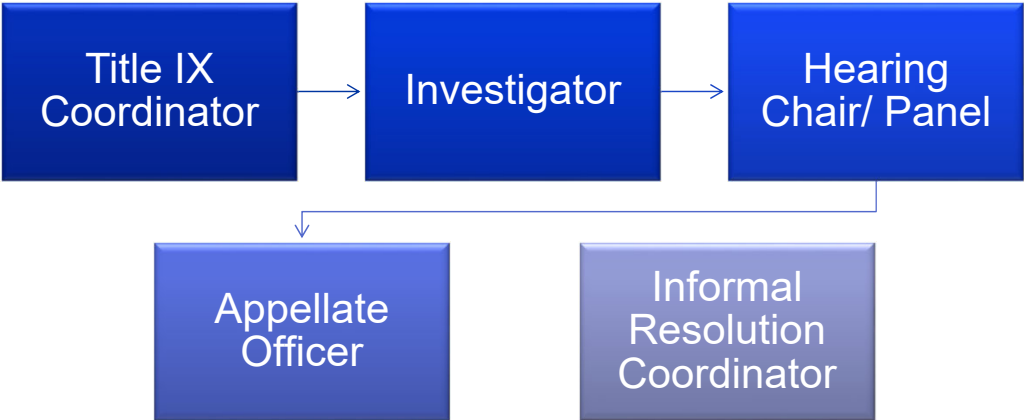 Title IX
Coordinator
Investigator
Hearing
Chair/ Panel
Appellate
Officer
Informal
Resolution
Coordinator